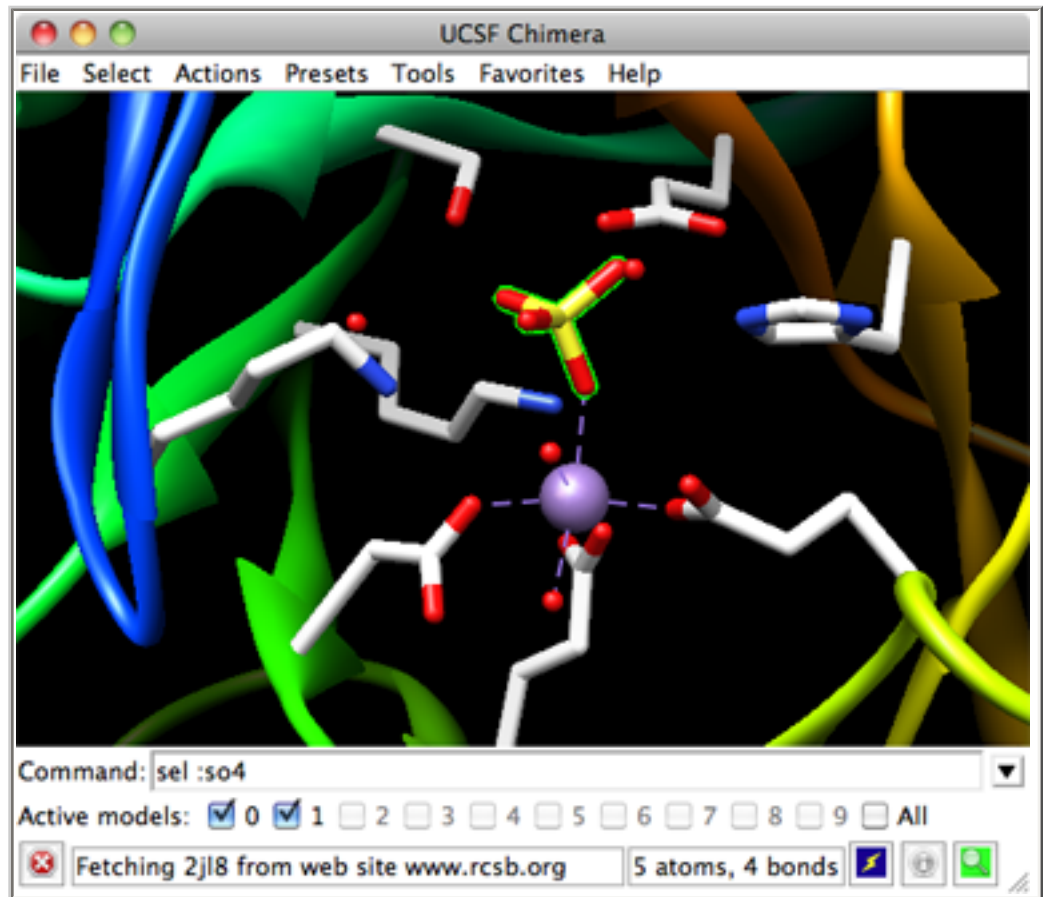 UCSF Chimera
File Select Actions Presets Tools Favorites Help
Command: sel :so4
Active models: 0 1 2 3 4 5 6 7 8 9 All
Fetching 2jl8 from web site www.rcsb.org 5 atoms, 4 bonds